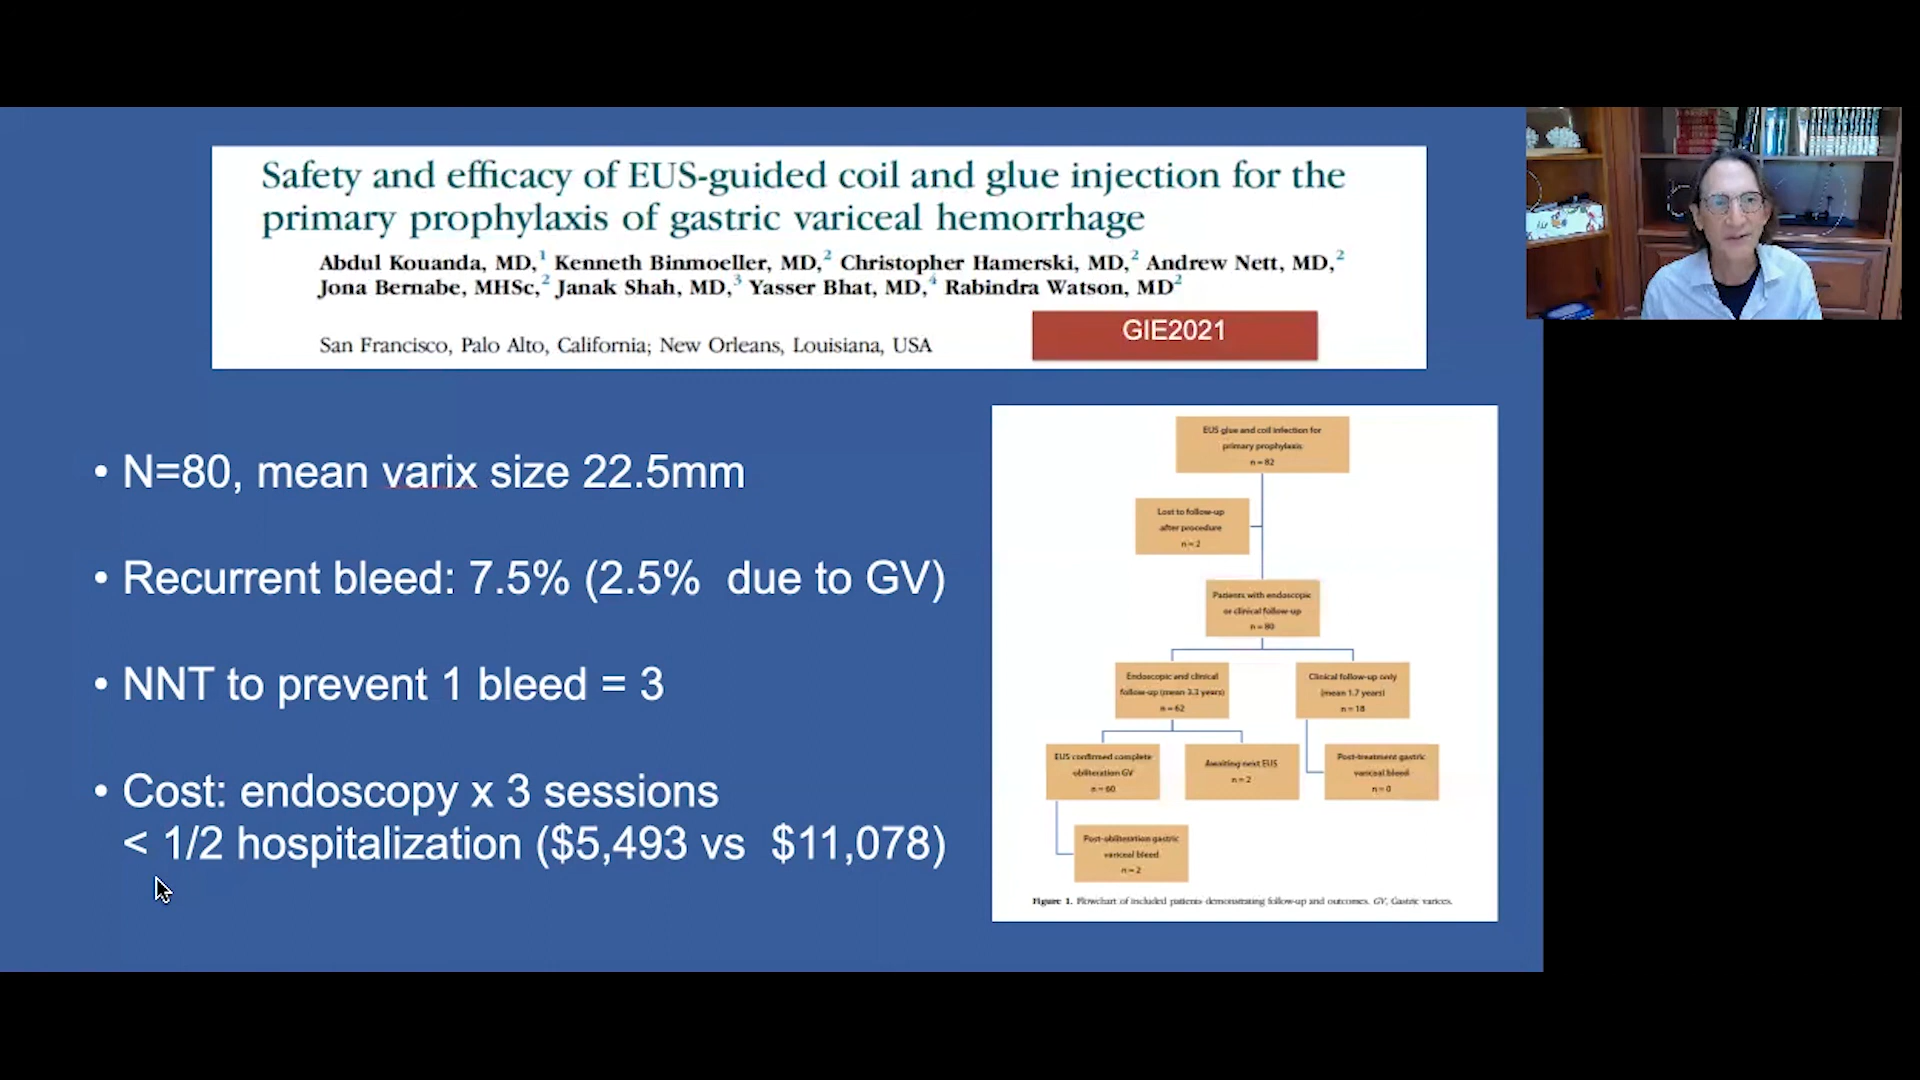 Safety and efficacy of EUS-guided coil and glue injection for the
primary prophylaxis of gastric variceal hemorrhage
Abdul Kouanda, MD,1 Kenneth Binmoeller, MD,2 Christopher Hamerski, MD,2 Andrew Nett, MD,2
Jona Bernabe, MHSc,2 Janak Shah, MD,3 Yasser Bhat, MD,4 Rabindra Watson, MD2
San Francisco, Palo Alto, California; New Orleans, Louisiana, USA
GIE2021
• N=80, mean varix size 22.5mm
• Recurrent bleed: 7.5% (2.5% due to GV)
• NNT to prevent 1 bleed = 3
• Cost: endoscopy x 3 sessions
< 1/2 hospitalization ($5,493 vs $11,078)
EUS glue and coil infection for
primary prophylaxis
n = 82
Lost to follow-up
after procedure
n = 2
Patients with endoscopic
or clinical follow-up
n = 80
Endoscopic and clinical
follow-up (mean 3.3 years)
n = 62
Clinical follow-up only
(mean 1.7 years)
n = 18
EUS confirmed complete
obliteration GV
n = 60
Awaiting next EUS
n = 2
Post-treatment gastric
variceal bleed
n = 0
Post-obliteration gastric
variceal bleed
n = 2
Figure 1. Flowchart of included patients demonstrating follow-up and outcomes. GV, Gastric varices.